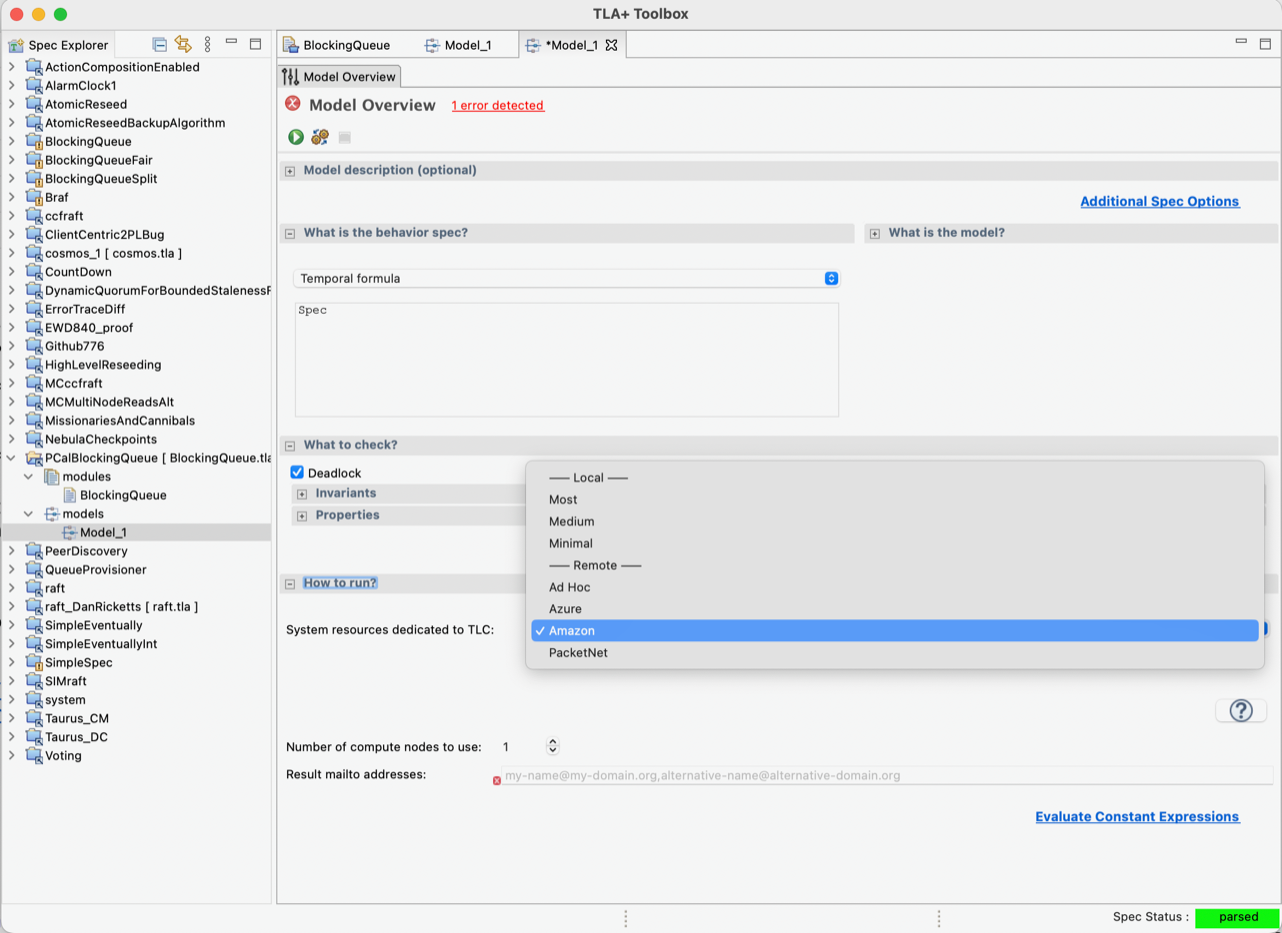 TLA+ Toolbox
Spec Explorer
BlockingQueue
Model_1
*Model_1
ActionCompositionEnabled
AlarmClock1
AtomicReseed
AtomicReseedBackupAlgorithm
BlockingQueue
BlockingQueueFair
BlockingQueueSplit
Braf
ccfraft
ClientCentric2PLBug
cosmos_1 [ cosmos.tla ]
CountDown
DynamicQuorumForBoundedStalenessF
ErrorTraceDiff
EWD840_proof
Github776
HighLevelReseeding
MCccfraft
MCMultiNodeReadsAlt
MissionariesAndCannibals
NebulaCheckpoints
PCalBlockingQueue [ BlockingQueue.tla
modules
BlockingQueue
models
Model_1
PeerDiscovery
QueueProvisioner
raft
raft_DanRicketts [ raft.tla ]
SimpleEventually
SimpleEventuallyInt
SimpleSpec
SIMraft
system
Taurus_CM
Taurus_DC
Voting
Model Overview
Model Overview
1 error detected
Model description (optional)
Additional Spec Options
What is the behavior spec?
What is the model?
Temporal formula
Spec
What to check?
Deadlock
Invariants
Properties
How to run?
System resources dedicated to TLC:
Local
Most
Medium
Minimal
Remote
Ad Hoc
Azure
✓ Amazon
PacketNet
?
Number of compute nodes to use: 1
Result mailto addresses: my-name@my-domain.org,alternative-name@alternative-domain.org
Evaluate Constant Expressions
Spec Status : parsed